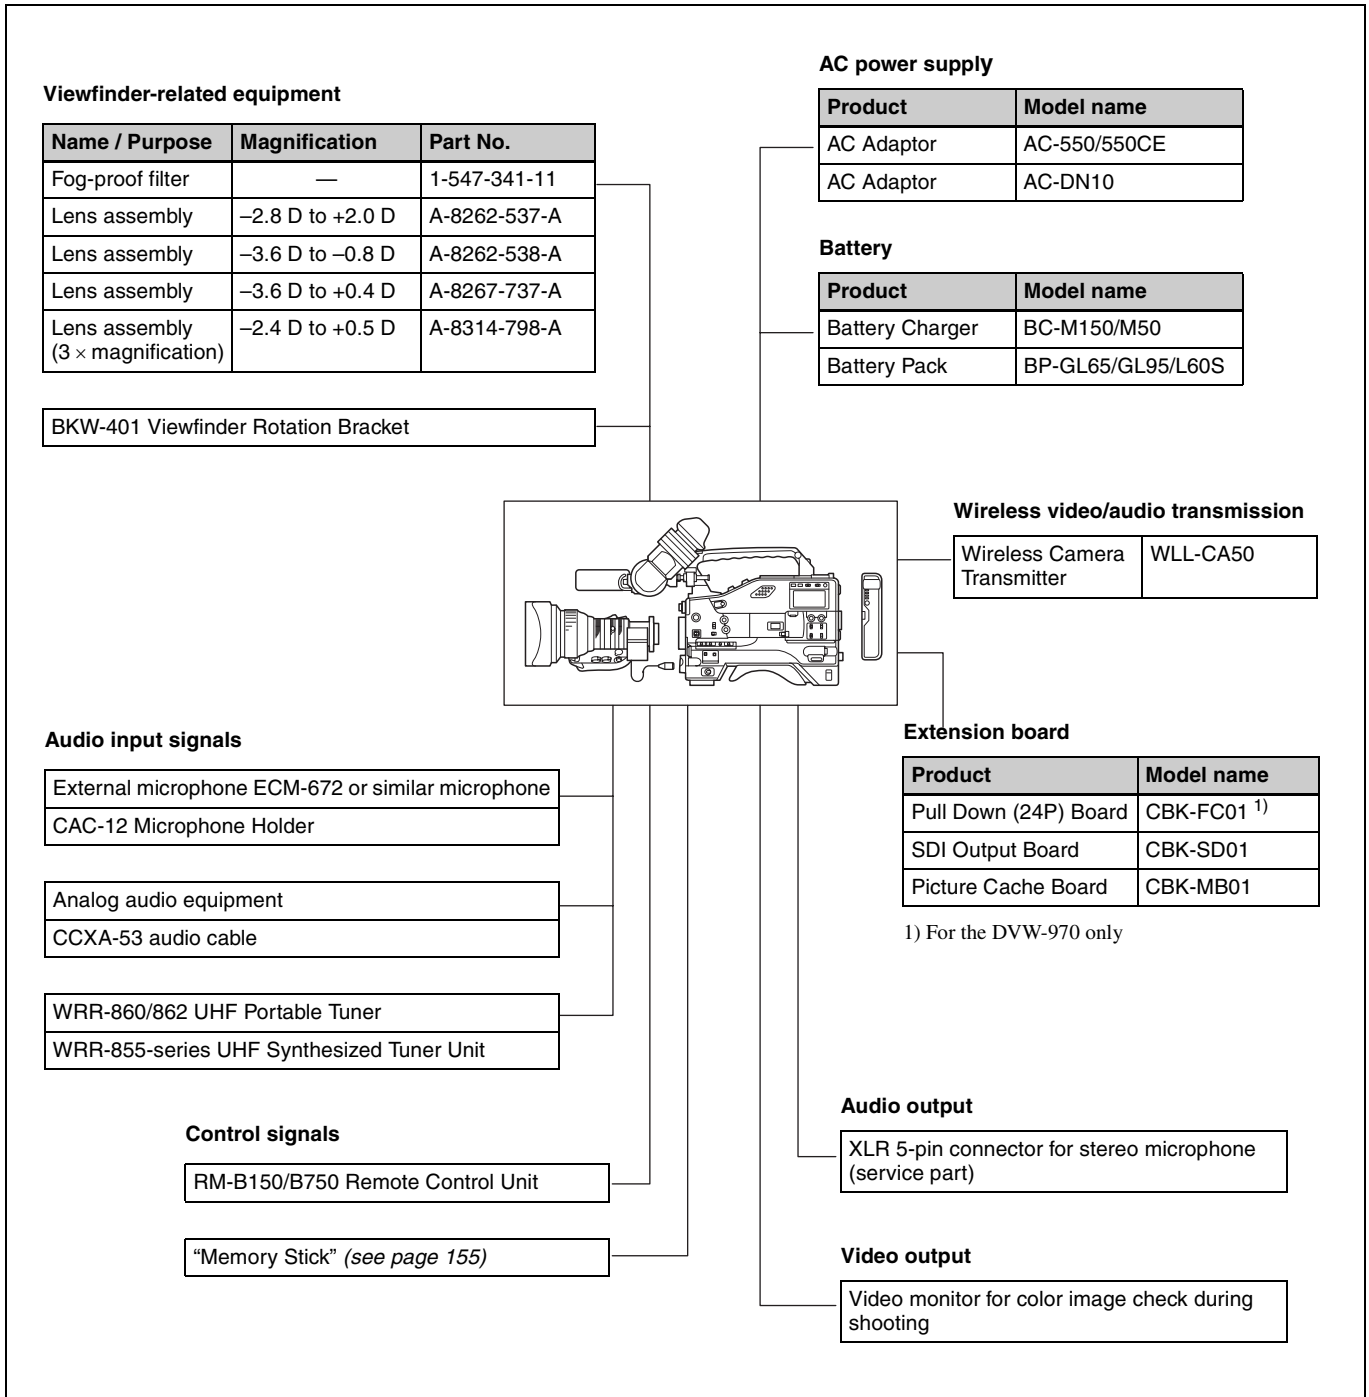 Viewfinder-related equipment
Name / Purpose Magnification Part No.
Fog-proof filter — 1-547-341-11
Lens assembly –2.8 D to +2.0 D A-8262-537-A
Lens assembly –3.6 D to –0.8 D A-8262-538-A
Lens assembly –3.6 D to +0.4 D A-8267-737-A
Lens assembly –2.4 D to +0.5 D A-8314-798-A
(3 × magnification)
BKW-401 Viewfinder Rotation Bracket
AC power supply
Product Model name
AC Adaptor AC-550/550CE
AC Adaptor AC-DN10
Battery
Product Model name
Battery Charger BC-M150/M50
Battery Pack BP-GL65/GL95/L60S
Wireless video/audio transmission
Wireless Camera WLL-CA50
Transmitter
Extension board
Product Model name
Pull Down (24P) Board CBK-FC01 1)
SDI Output Board CBK-SD01
Picture Cache Board CBK-MB01
1) For the DVW-970 only
Audio input signals
External microphone ECM-672 or similar microphone
CAC-12 Microphone Holder
Analog audio equipment
CCXA-53 audio cable
WRR-860/862 UHF Portable Tuner
WRR-855-series UHF Synthesized Tuner Unit
Control signals
RM-B150/B750 Remote Control Unit
“Memory Stick” (see page 155)
Audio output
XLR 5-pin connector for stereo microphone
(service part)
Video output
Video monitor for color image check during
shooting